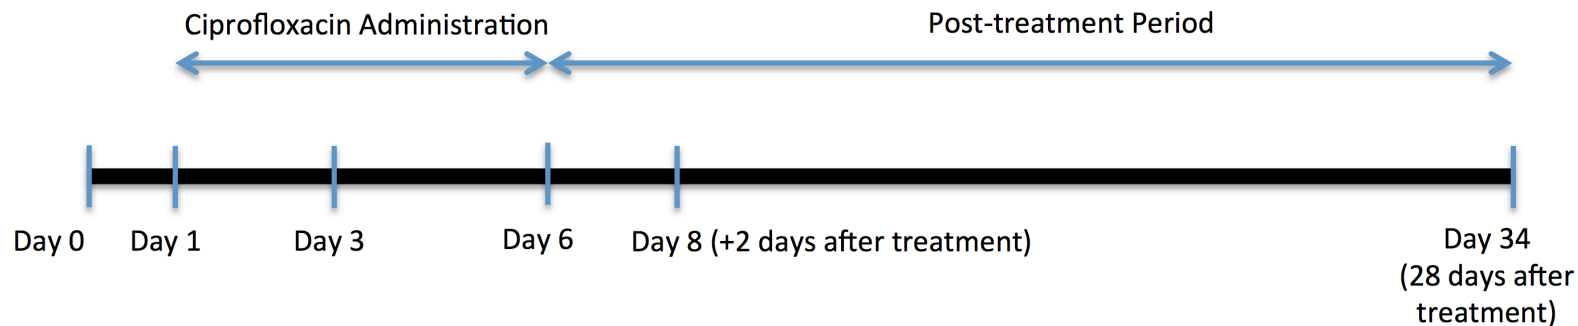 Ciprofloxacin Administration
Post-treatment Period
Day 0
Day 1
Day 3
Day 6
Day 8 (+2 days after treatment)
Day 34
(28 days after
treatment)